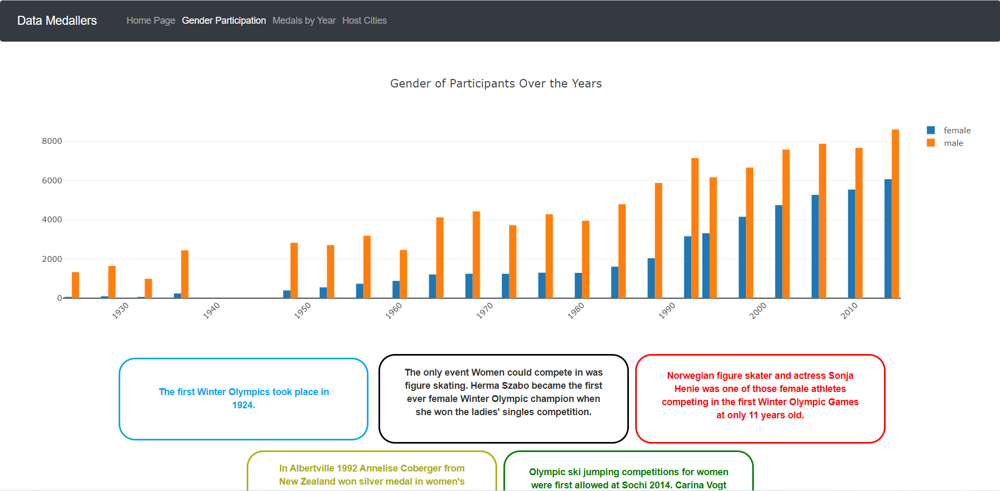 Data Medallers
Home Page Gender Participation Medals by Year Host Cities
Gender of Participants Over the Years
female
male
8000
6000
4000
2000
0
1930 1940 1950 1960 1970 1980 1990 2000 2010
The first Winter Olympics took place in
1924.
The only event Women could compete in was
figure skating. Herma Szabo became the first
ever female Winter Olympic champion when
she won the ladies' singles competition.
Norwegian figure skater and actress Sonja
Henie was one of those female athletes
competing in the first Winter Olympic Games
at only 11 years old.
In Albertville 1992 Annelise Coberger from
New Zealand won silver medal in women's
Olympic ski jumping competitions for women
were first allowed at Sochi 2014. Carina Vogt